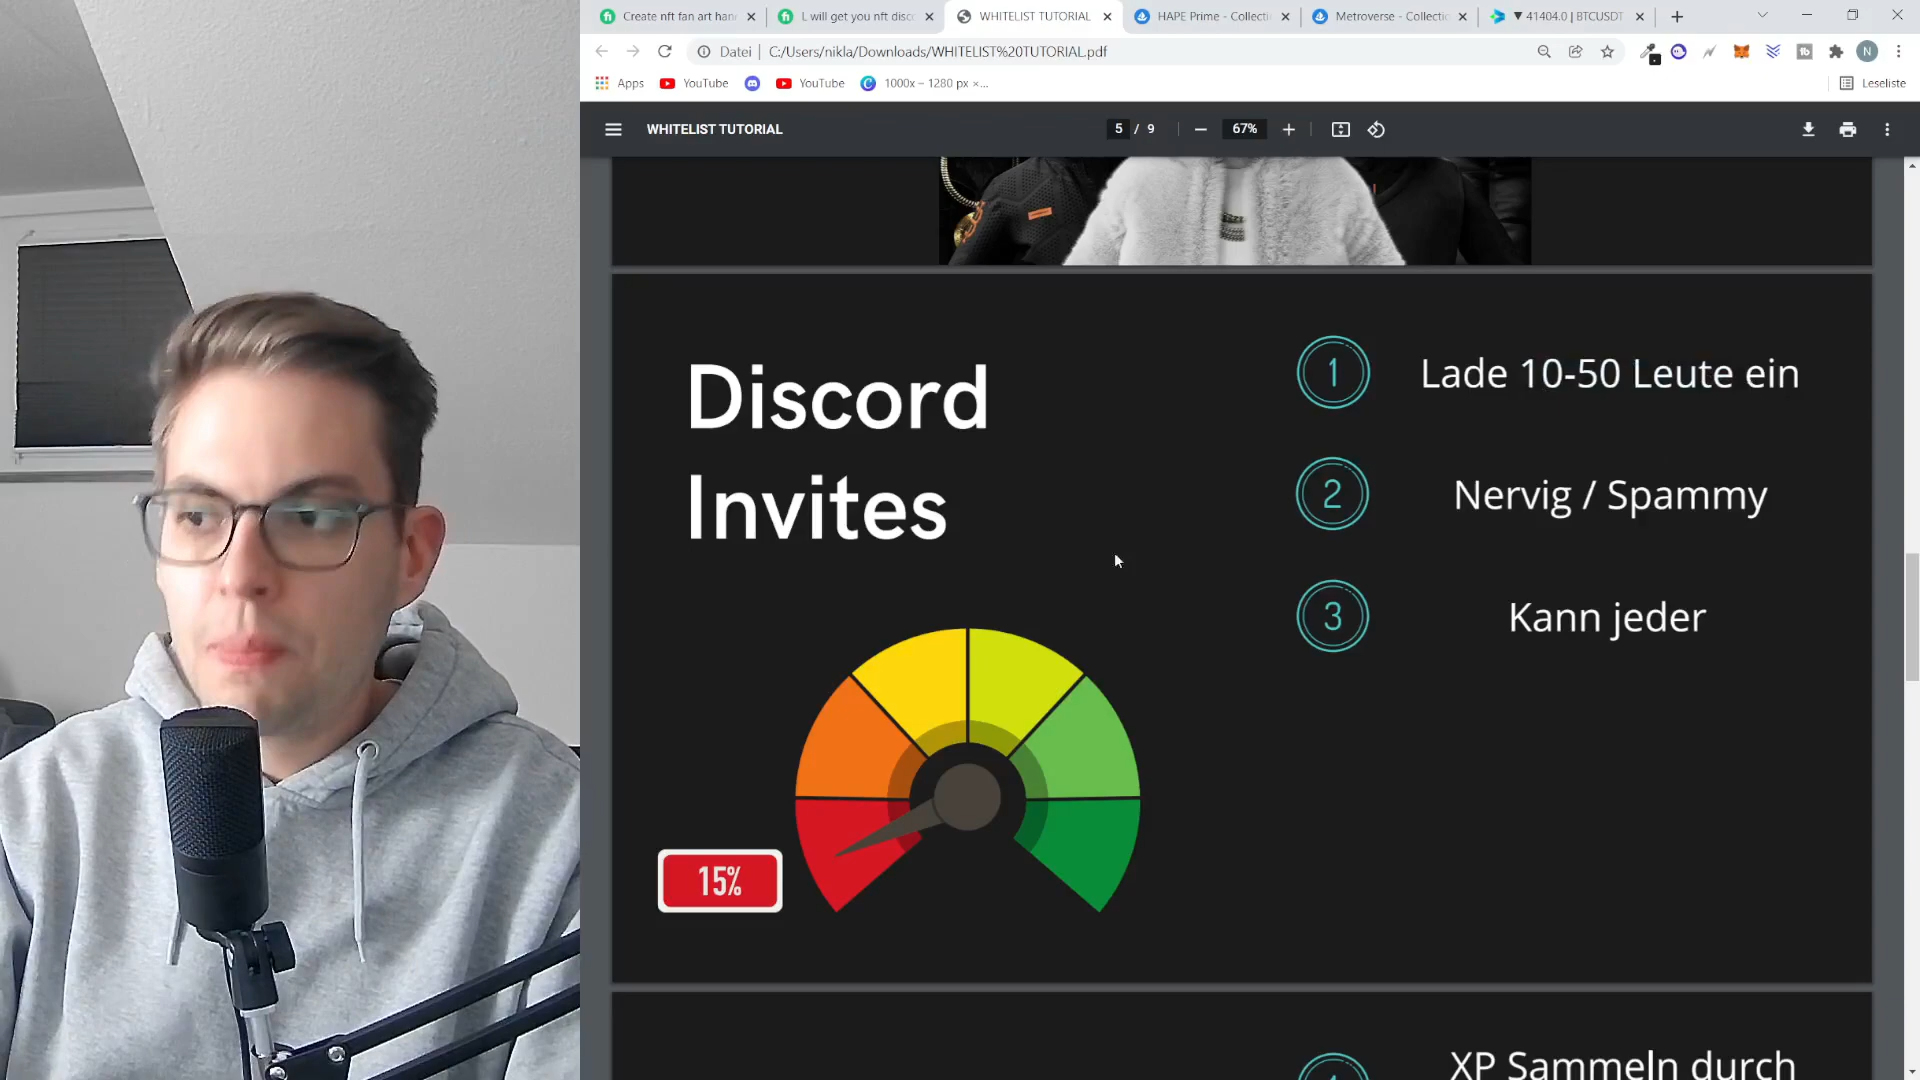 Create nft fan art han
L will get you nft disc
WHITELIST TUTORIAL
HAPE Prime - Collecti
Metroverse - Collectio
▼ 41404.0 | BTCUSDT
Datei
C:/Users/nikla/Downloads/WHITELIST%20TUTORIAL.pdf
N
Apps
YouTube
YouTube
1000x – 1280 px ×...
Leseliste
WHITELIST TUTORIAL
5 / 9
67%
Discord
Invites
1 Lade 10-50 Leute ein
2 Nervig / Spammy
3 Kann jeder
15%
XP Sammeln durch